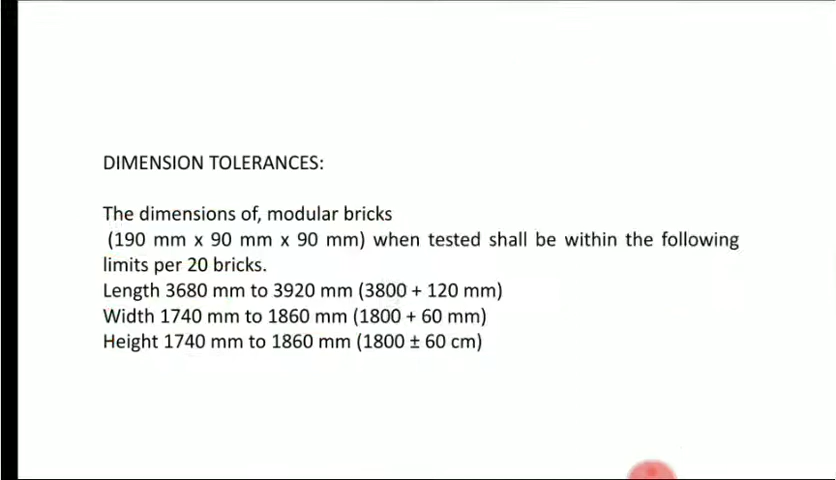 DIMENSION TOLERANCES:
The dimensions of, modular bricks
(190 mm x 90 mm x 90 mm) when tested shall be within the following
limits per 20 bricks.
Length 3680 mm to 3920 mm (3800 + 120 mm)
Width 1740 mm to 1860 mm (1800 + 60 mm)
Height 1740 mm to 1860 mm (1800 ± 60 cm)